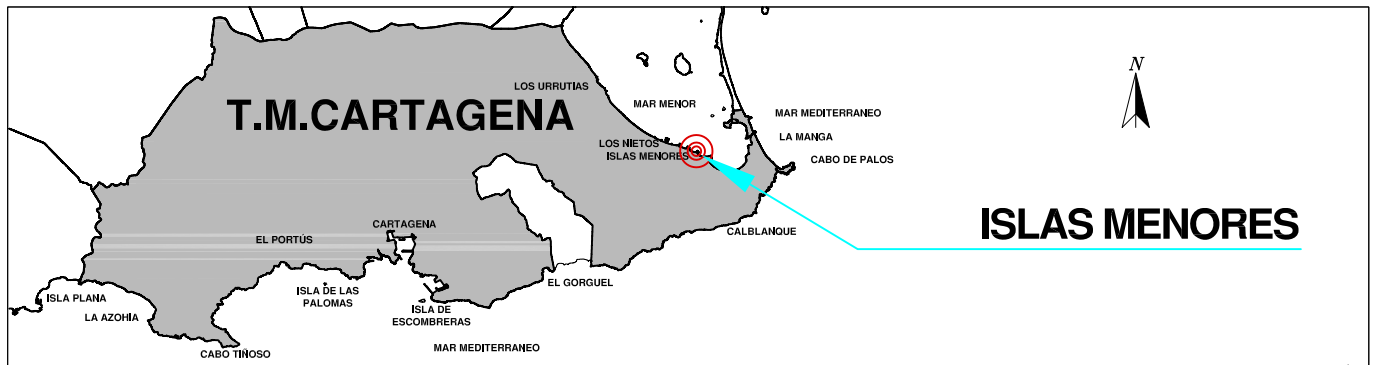 LOS URRUTIAS
T.M.CARTAGENA
MAR MENOR
N
MAR MEDITERRANEO
LA MANGA
LOS NIETOS
ISLAS MENORES
CABO DE PALOS
ISLAS MENORES
CARTAGENA
CALBLANQUE
EL PORTÚS
EL GORGUEL
ISLA PLANA
ISLA DE LAS
PALOMAS
LA AZOHÍA
ISLA DE
ESCOMBRERAS
CABO TIÑOSO
MAR MEDITERRANEO